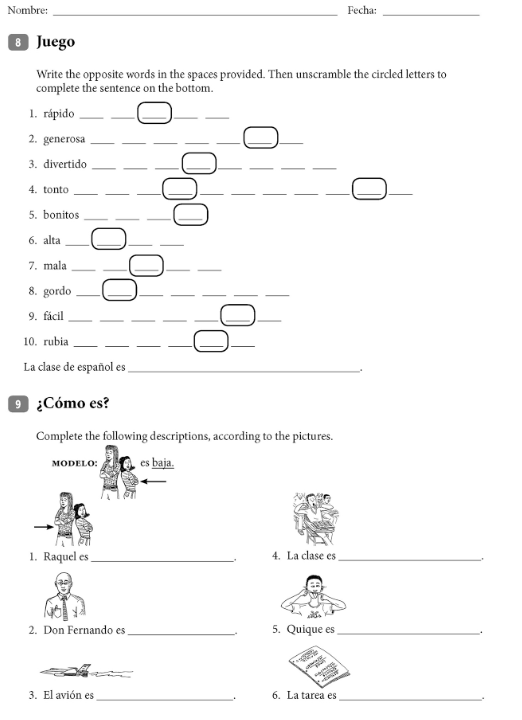 Nombre: Fecha:
8 Juego
Write the opposite words in the spaces provided. Then unscramble the circled letters to
complete the sentence on the bottom.
1. rápido
2. generosa
3. divertido
4. tonto
5. bonitos
6. alta
7. mala
8. gordo
9. fácil
10. rubia
La clase de español es .
9 ¿Cómo es?
Complete the following descriptions, according to the pictures.
MODELO: es baja.
1. Raquel es .
4. La clase es .
2. Don Fernando es .
5. Quique es .
3. El avión es .
6. La tarea es .